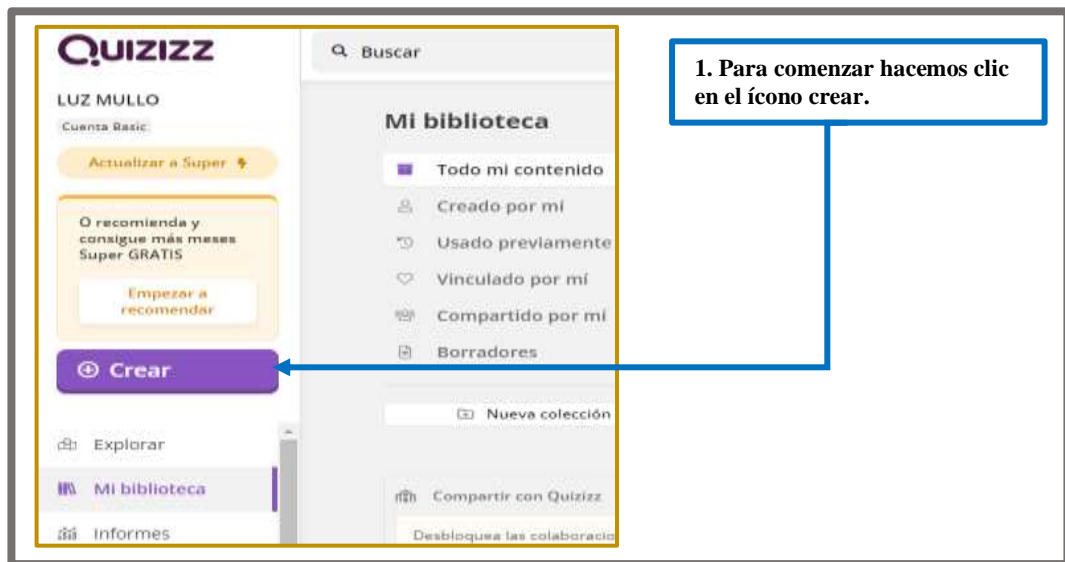 QUIZIZZ
Buscar
1. Para comenzar hacemos clic
en el ícono crear.
LUZ MULLO
Cuenta Basic
Actualizar a Super
O recomienda y
consigue más meses
Super GRATIS
Empezar a
recomendar
Crear
Explorar
Mi biblioteca
Informes
Mi biblioteca
Todo mi contenido
Creado por mí
Usado previamente
Vinculado por mí
Compartido por mí
Borradores
Nueva colección
Compartir con Quizizz
Desbloquea las colaboracio